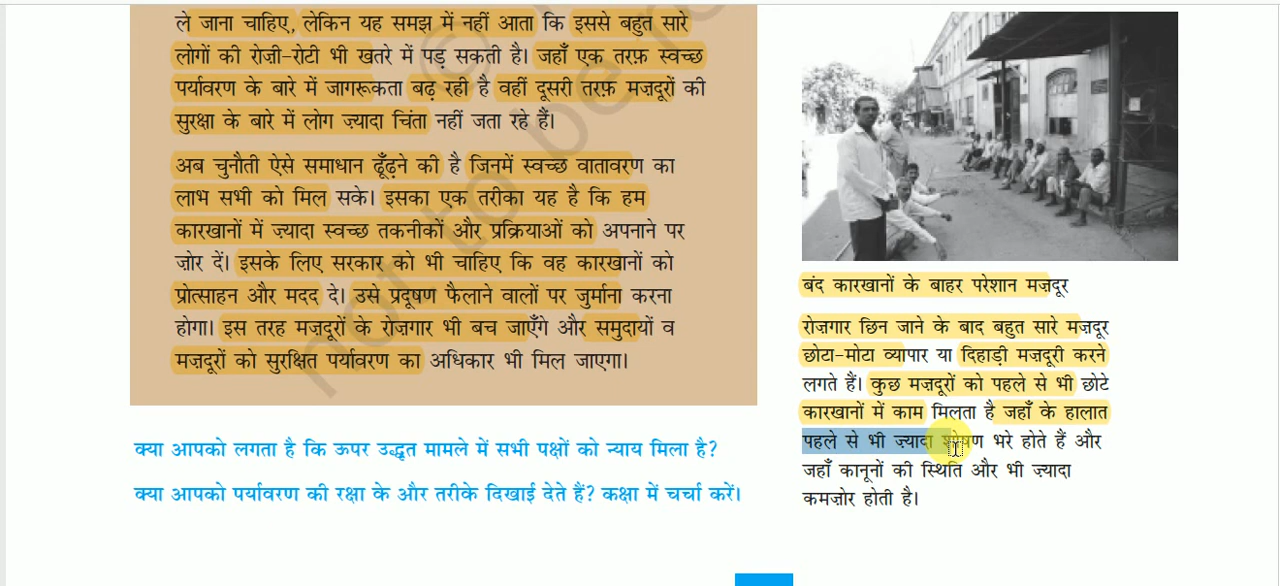 ले जाना चाहिए, लेकिन यह समझ में नहीं आता कि इससे बहुत सारे
लोगों की रोज़ी-रोटी भी खतरे में पड़ सकती है। जहाँ एक तरफ़ स्वच्छ
पर्यावरण के बारे में जागरूकता बढ़ रही है वहीं दूसरी तरफ़ मज़दूरों की
सुरक्षा के बारे में लोग ज़्यादा चिंता नहीं जता रहे हैं।
अब चुनौती ऐसे समाधान ढूँढ़ने की है जिनमें स्वच्छ वातावरण का
लाभ सभी को मिल सके। इसका एक तरीका यह है कि हम
कारखानों में ज़्यादा स्वच्छ तकनीकों और प्रक्रियाओं को अपनाने पर
ज़ोर दें। इसके लिए सरकार को भी चाहिए कि वह कारखानों को
प्रोत्साहन और मदद दे। उसे प्रदूषण फैलाने वालों पर जुर्माना करना
होगा। इस तरह मज़दूरों के रोज़गार भी बच जाएँगे और समुदायों व
मज़दूरों को सुरक्षित पर्यावरण का अधिकार भी मिल जाएगा।
क्या आपको लगता है कि ऊपर उद्धृत मामले में सभी पक्षों को न्याय मिला है?
क्या आपको पर्यावरण की रक्षा के और तरीके दिखाई देते हैं? कक्षा में चर्चा करें।
बंद कारखानों के बाहर परेशान मज़दूर
रोज़गार छिन जाने के बाद बहुत सारे मज़दूर
छोटा-मोटा व्यापार या दिहाड़ी मज़दूरी करने
लगते हैं। कुछ मज़दूरों को पहले से भी छोटे
कारखानों में काम मिलता है जहाँ के हालात
पहले से भी ज़्यादा शोषण भरे होते हैं और
जहाँ कानूनों की स्थिति और भी ज़्यादा
कमज़ोर होती है।